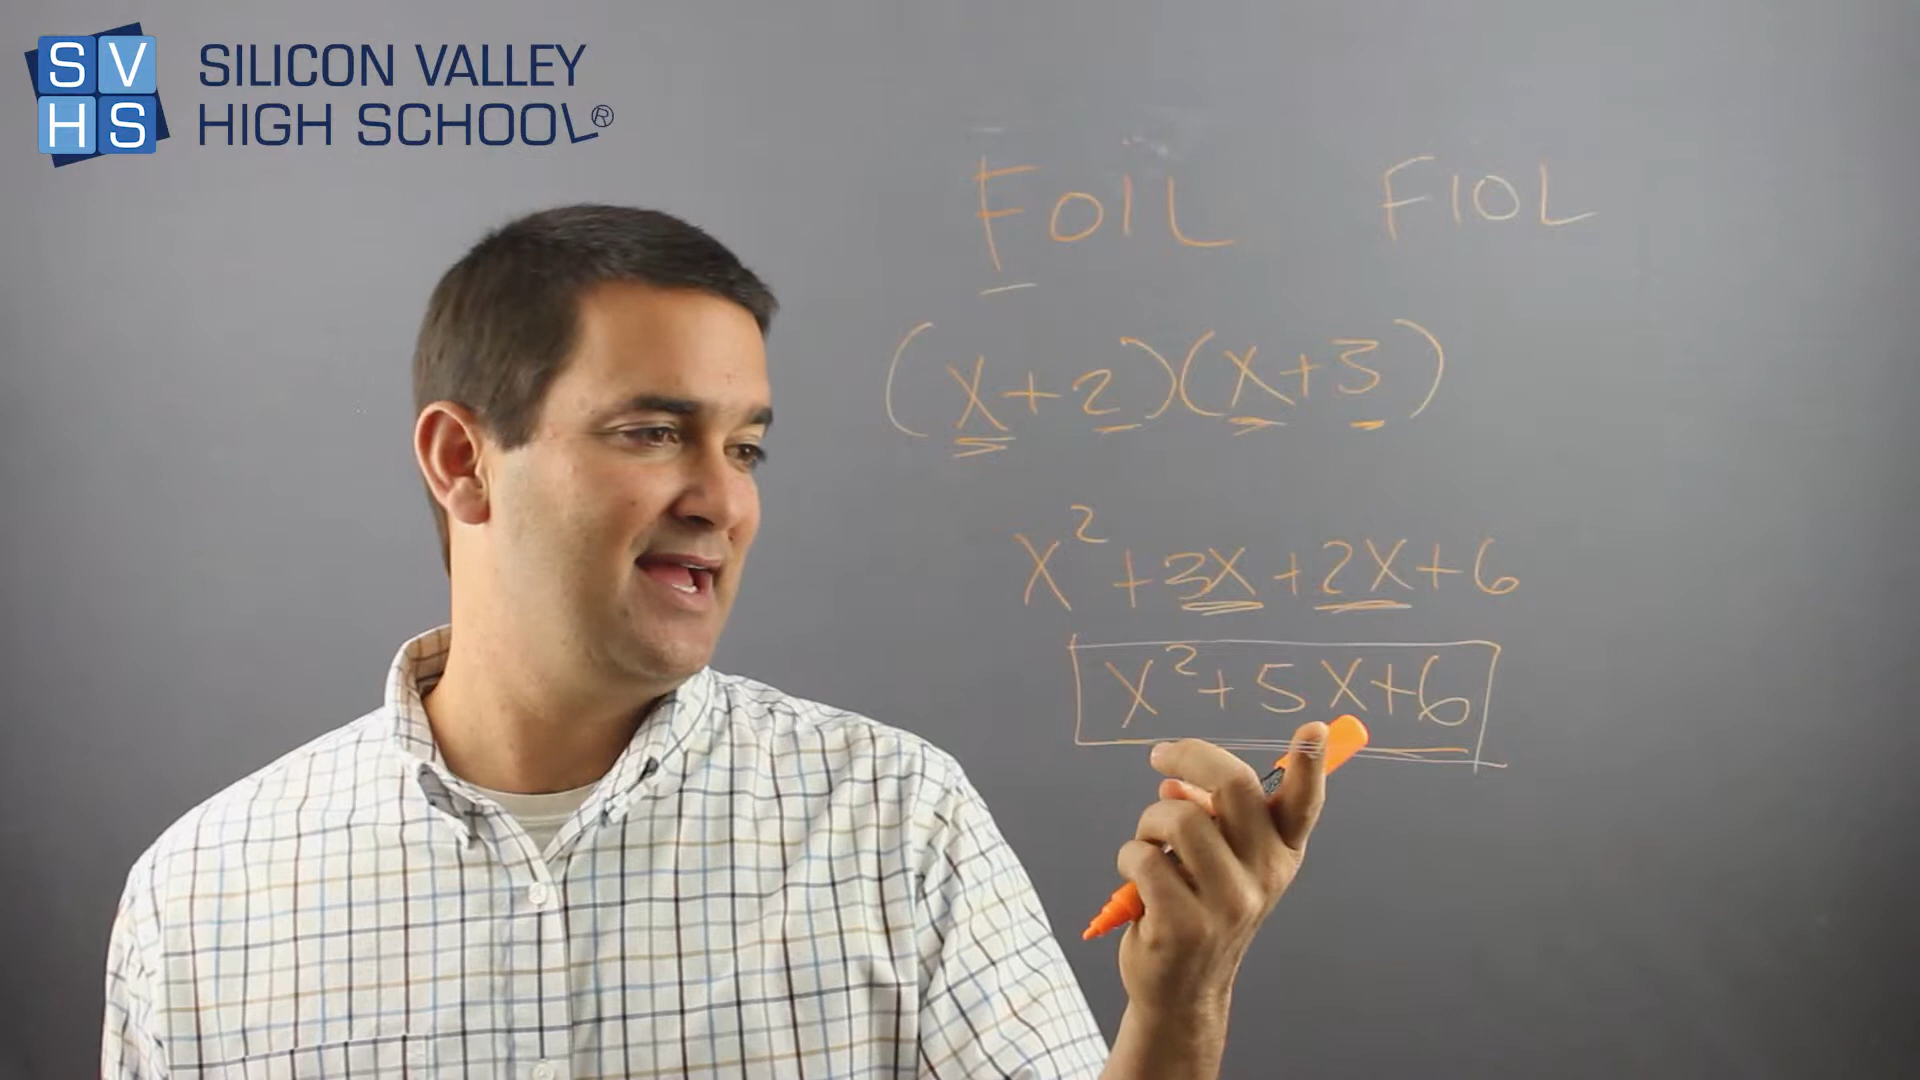 SV
HS
SILICON VALLEY
HIGH SCHOOL®
FOIL FIOL
(x+2)(x+3)
x²+3x+2x+6
x²+5x+6